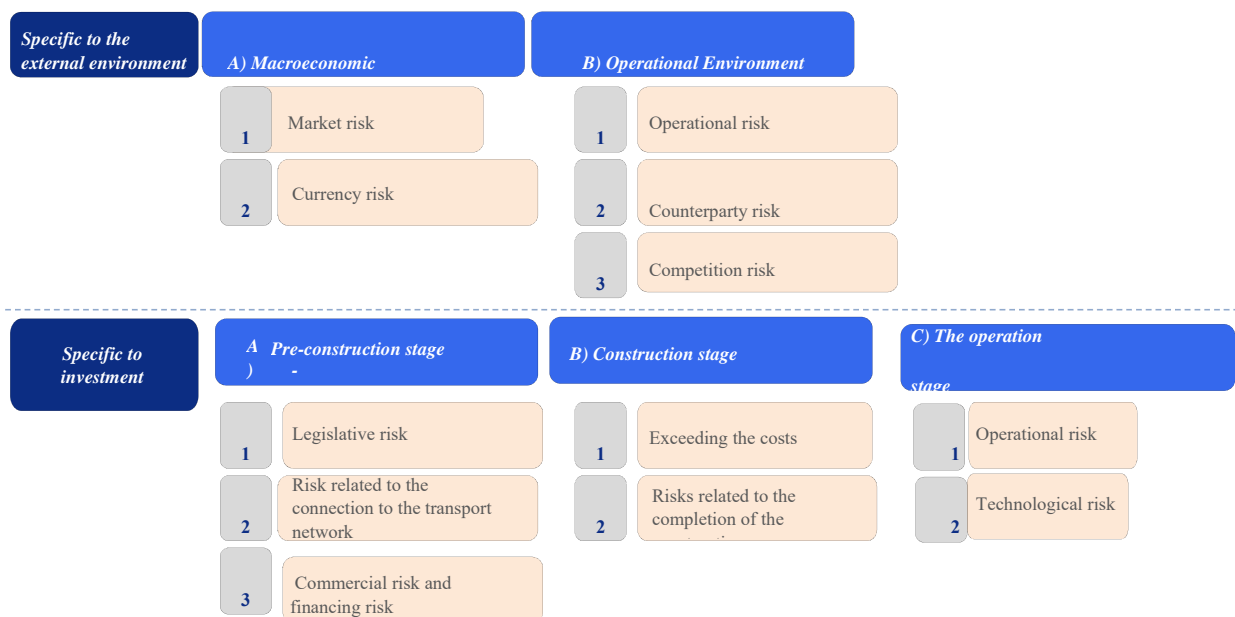 Specific to the
external environment
A) Macroeconomic
B) Operational Environment
1
Market risk
1
Operational risk
2
Currency risk
2
Counterparty risk
3
Competition risk
Specific to
investment
A
)
Pre-construction stage
-
B) Construction stage
C) The operation
stage
1
Legislative risk
1
Exceeding the costs
1
Operational risk
2
Risk related to the
connection to the transport
network
2
Risks related to the
completion of the
2
Technological risk
3
Commercial risk and
financing risk